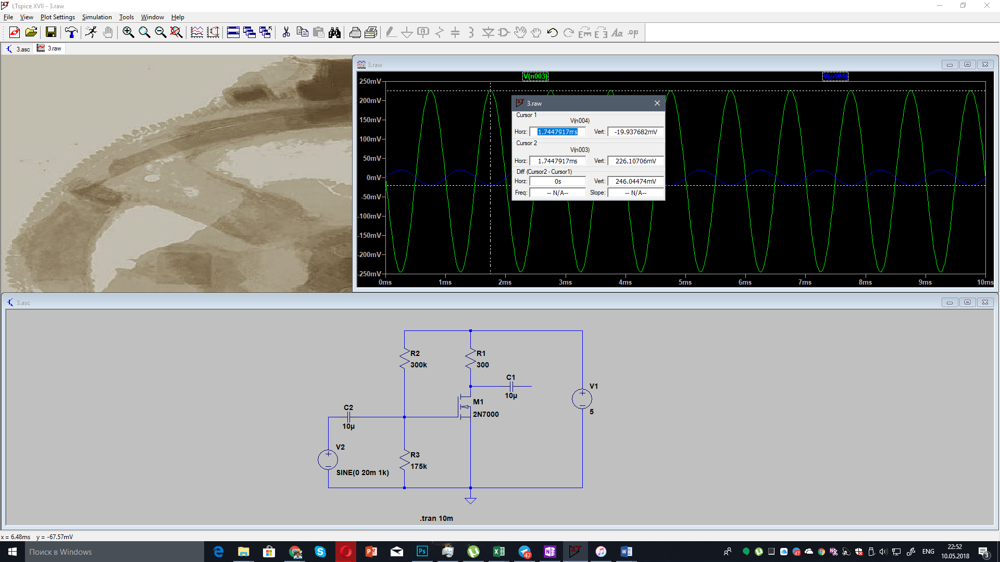 LTspice XVII - 3.raw
File View Plot Settings Simulation Tools Window Help
3.asc 3.raw
3.raw
V(n003) V(n004)
250mV
200mV
150mV
100mV
50mV
0mV
-50mV
-100mV
-150mV
-200mV
-250mV
0ms 1ms 2ms 3ms 4ms 5ms 6ms 7ms 8ms 9ms 10ms
3.raw
Cursor 1
V(n004)
Horz: 1.7447917ms Vert: -19.937682mV
Cursor 2
V(n003)
Horz: 1.7447917ms Vert: 226.10706mV
Diff (Cursor2 - Cursor1)
Horz: 0s Vert: 246.04474mV
Freq: -- N/A-- Slope: -- N/A--
3.asc
R2
300k
R1
300
C1
10µ
V1
5
M1
2N7000
C2
10µ
V2
SINE(0 20m 1k)
R3
175k
.tran 10m
x = 6.48ms y = -67.57mV
Поиск в Windows
47
47
ENG
22:52
10.05.2018
3